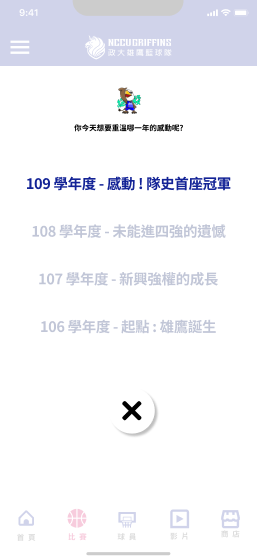 9:41
NCCU GRIFFINS
政大雄鷹籃球隊
你今天想要重溫哪一年的感動呢?
109 學年度 - 感動 ! 隊史首座冠軍
108 學年度 - 未能進四強的遺憾
107 學年度 - 新興強權的成長
106 學年度 - 起點 : 雄鷹誕生
首頁 比賽 球員 影片 商店